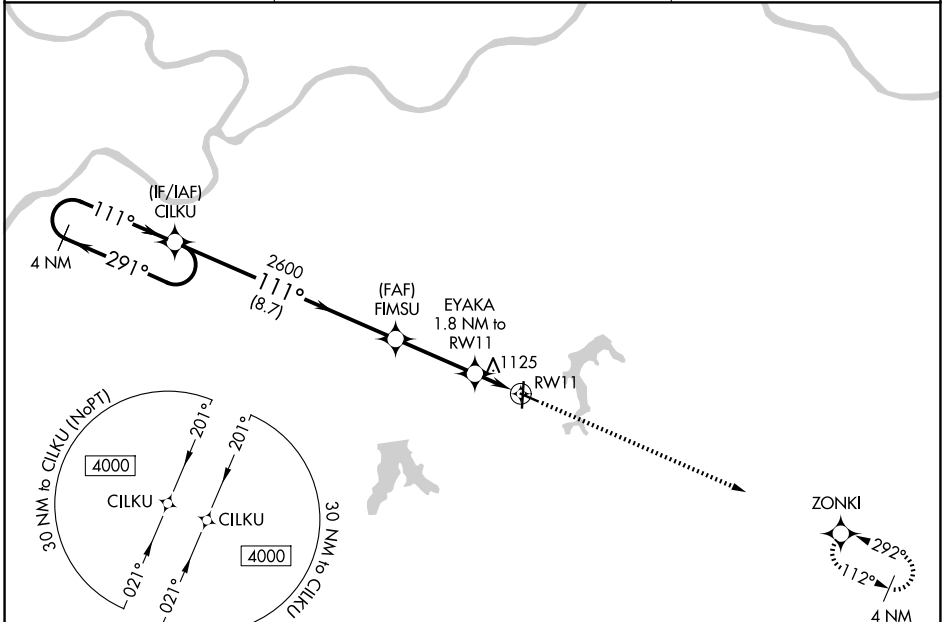 (IF/IAF)
CILKU
111°
291°
4 NM
2600
111°
(8.7)
(FAF)
FIMSU
EYAKA
1.8 NM to
RW11
1125
RW11
30 NM to CILKU (NoPT)
201°
4000
CILKU
021°
201°
CILKU
4000
021°
30 NM to CILKU
ZONKI
292°
112°
4 NM